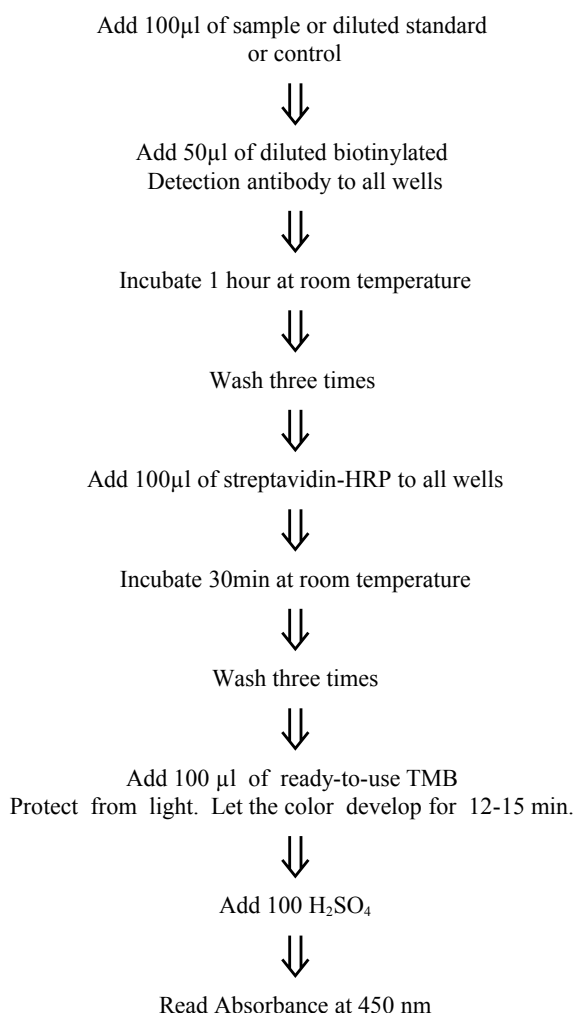 Add 100µl of sample or diluted standard
or control
Add 50µl of diluted biotinylated
Detection antibody to all wells
Incubate 1 hour at room temperature
Wash three times
Add 100µl of streptavidin-HRP to all wells
Incubate 30min at room temperature
Wash three times
Add 100 µl of ready-to-use TMB
Protect from light. Let the color develop for 12-15 min.
Add 100 H₂SO₄
Read Absorbance at 450 nm